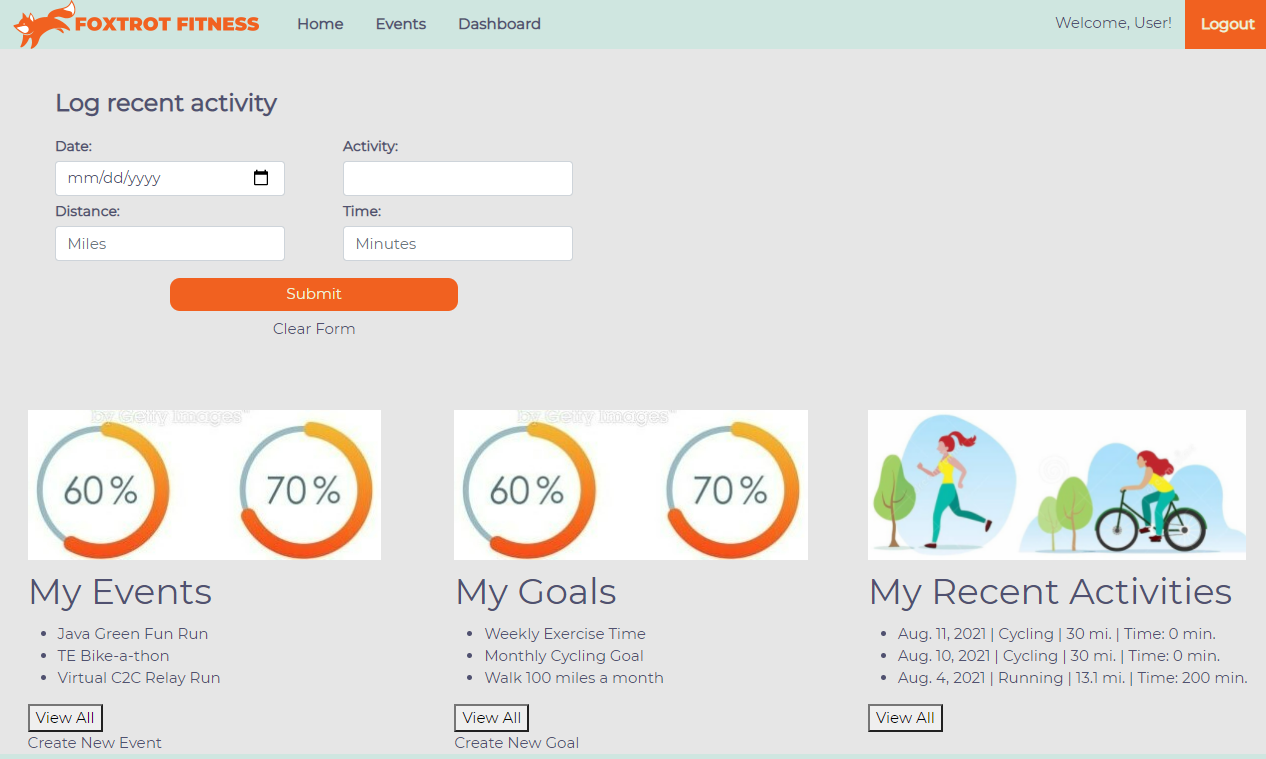 FOXTROT FITNESS Home Events Dashboard Welcome, User! Logout
Log recent activity
Date: Activity:
mm/dd/yyyy
Distance: Time:
Miles Minutes
Submit
Clear Form
by Getty Images™ by Getty Images™
60% 70% 60% 70%
My Events
Java Green Fun Run
TE Bike-a-thon
Virtual C2C Relay Run
View All
Create New Event
My Goals
Weekly Exercise Time
Monthly Cycling Goal
Walk 100 miles a month
View All
Create New Goal
My Recent Activities
Aug. 11, 2021 | Cycling | 30 mi. | Time: 0 min.
Aug. 10, 2021 | Cycling | 30 mi. | Time: 0 min.
Aug. 4, 2021 | Running | 13.1 mi. | Time: 200 min.
View All